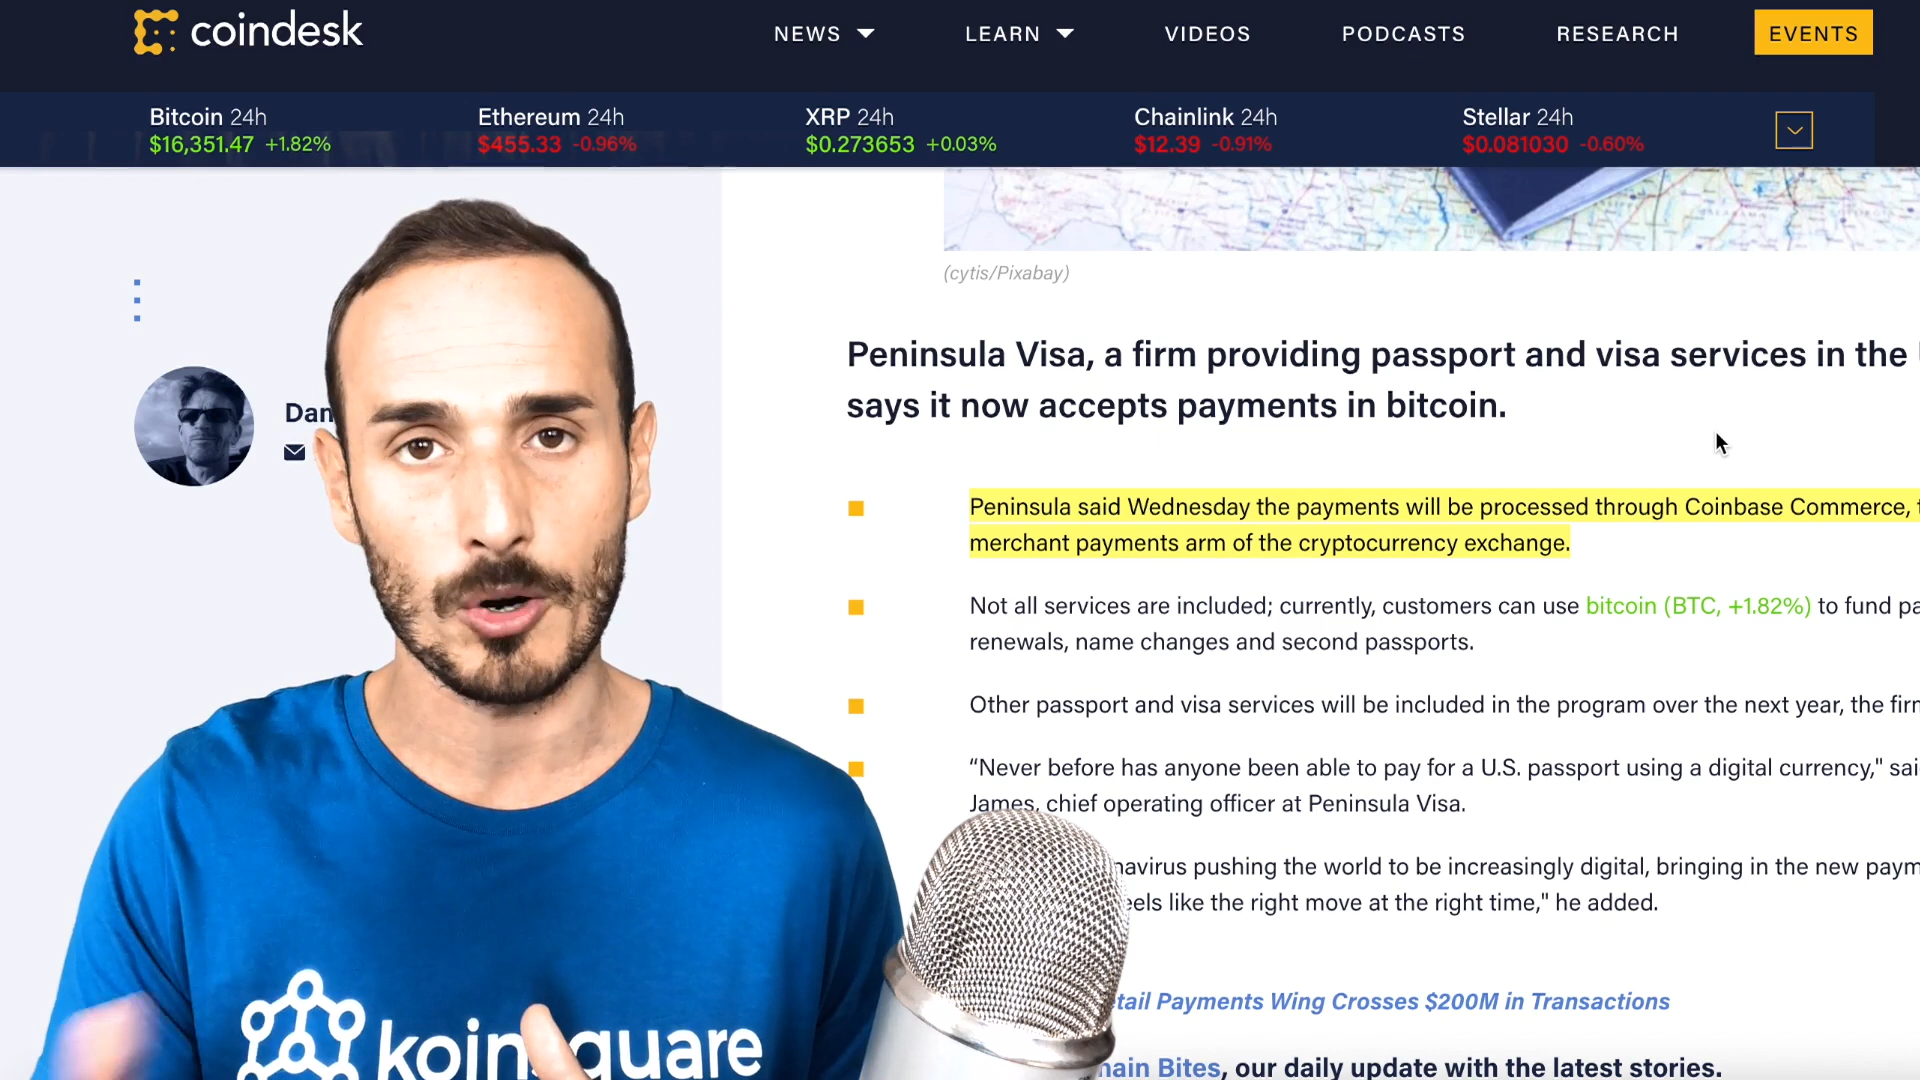 coindesk
NEWS
LEARN
VIDEOS
PODCASTS
RESEARCH
EVENTS
Bitcoin 24h
$16,351.47 +1.82%
Ethereum 24h
$455.33 -0.96%
XRP 24h
$0.273653 +0.03%
Chainlink 24h
$12.39 -0.91%
Stellar 24h
$0.081030 -0.60%
(cytis/Pixabay)
Dan
Peninsula Visa, a firm providing passport and visa services in the
says it now accepts payments in bitcoin.
Peninsula said Wednesday the payments will be processed through Coinbase Commerce,
merchant payments arm of the cryptocurrency exchange.
Not all services are included; currently, customers can use bitcoin (BTC, +1.82%) to fund pa
renewals, name changes and second passports.
Other passport and visa services will be included in the program over the next year, the firm
“Never before has anyone been able to pay for a U.S. passport using a digital currency," sai
James, chief operating officer at Peninsula Visa.
navirus pushing the world to be increasingly digital, bringing in the new paym
eels like the right move at the right time," he added.
tail Payments Wing Crosses $200M in Transactions
hain Bites, our daily update with the latest stories.
koin quare